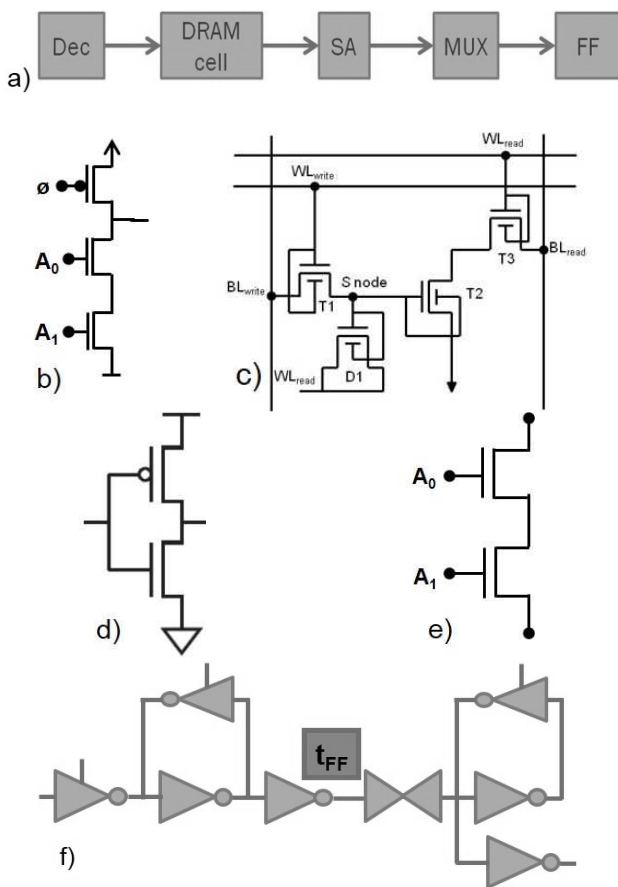 Dec DRAM cell SA MUX FF
a)
ø
A₀
A₁
b)
WLread
WLwrite
BLwrite
T1
S node
T2
T3
BLread
WLread
D1
c)
d)
A₀
A₁
e)
tFF
f)